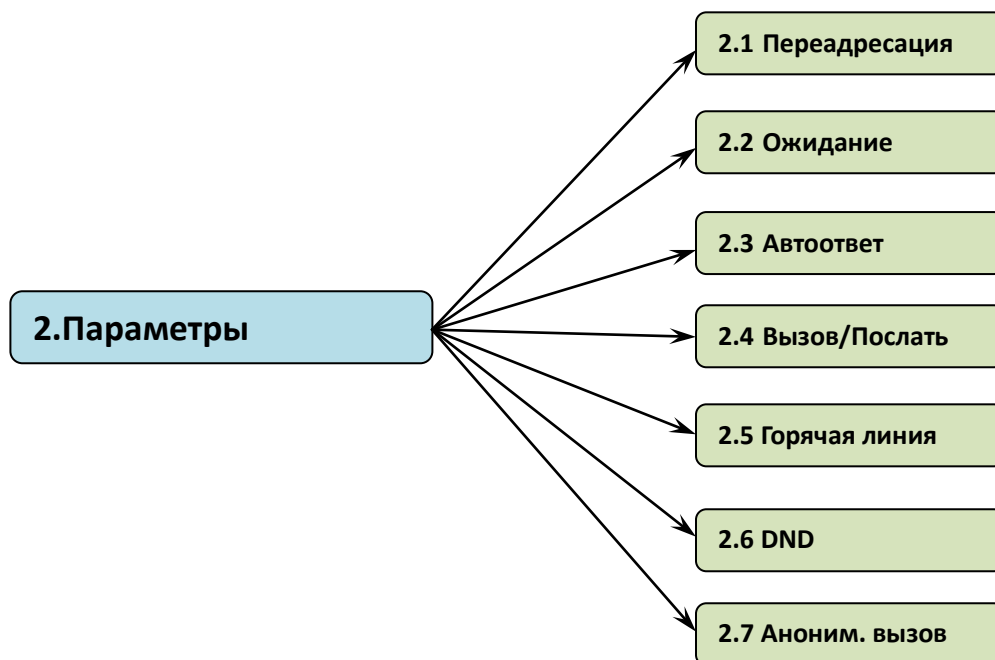 2.1 Переадресация
2.2 Ожидание
2.3 Автоответ
2.Параметры
2.4 Вызов/Послать
2.5 Горячая линия
2.6 DND
2.7 Аноним. вызов